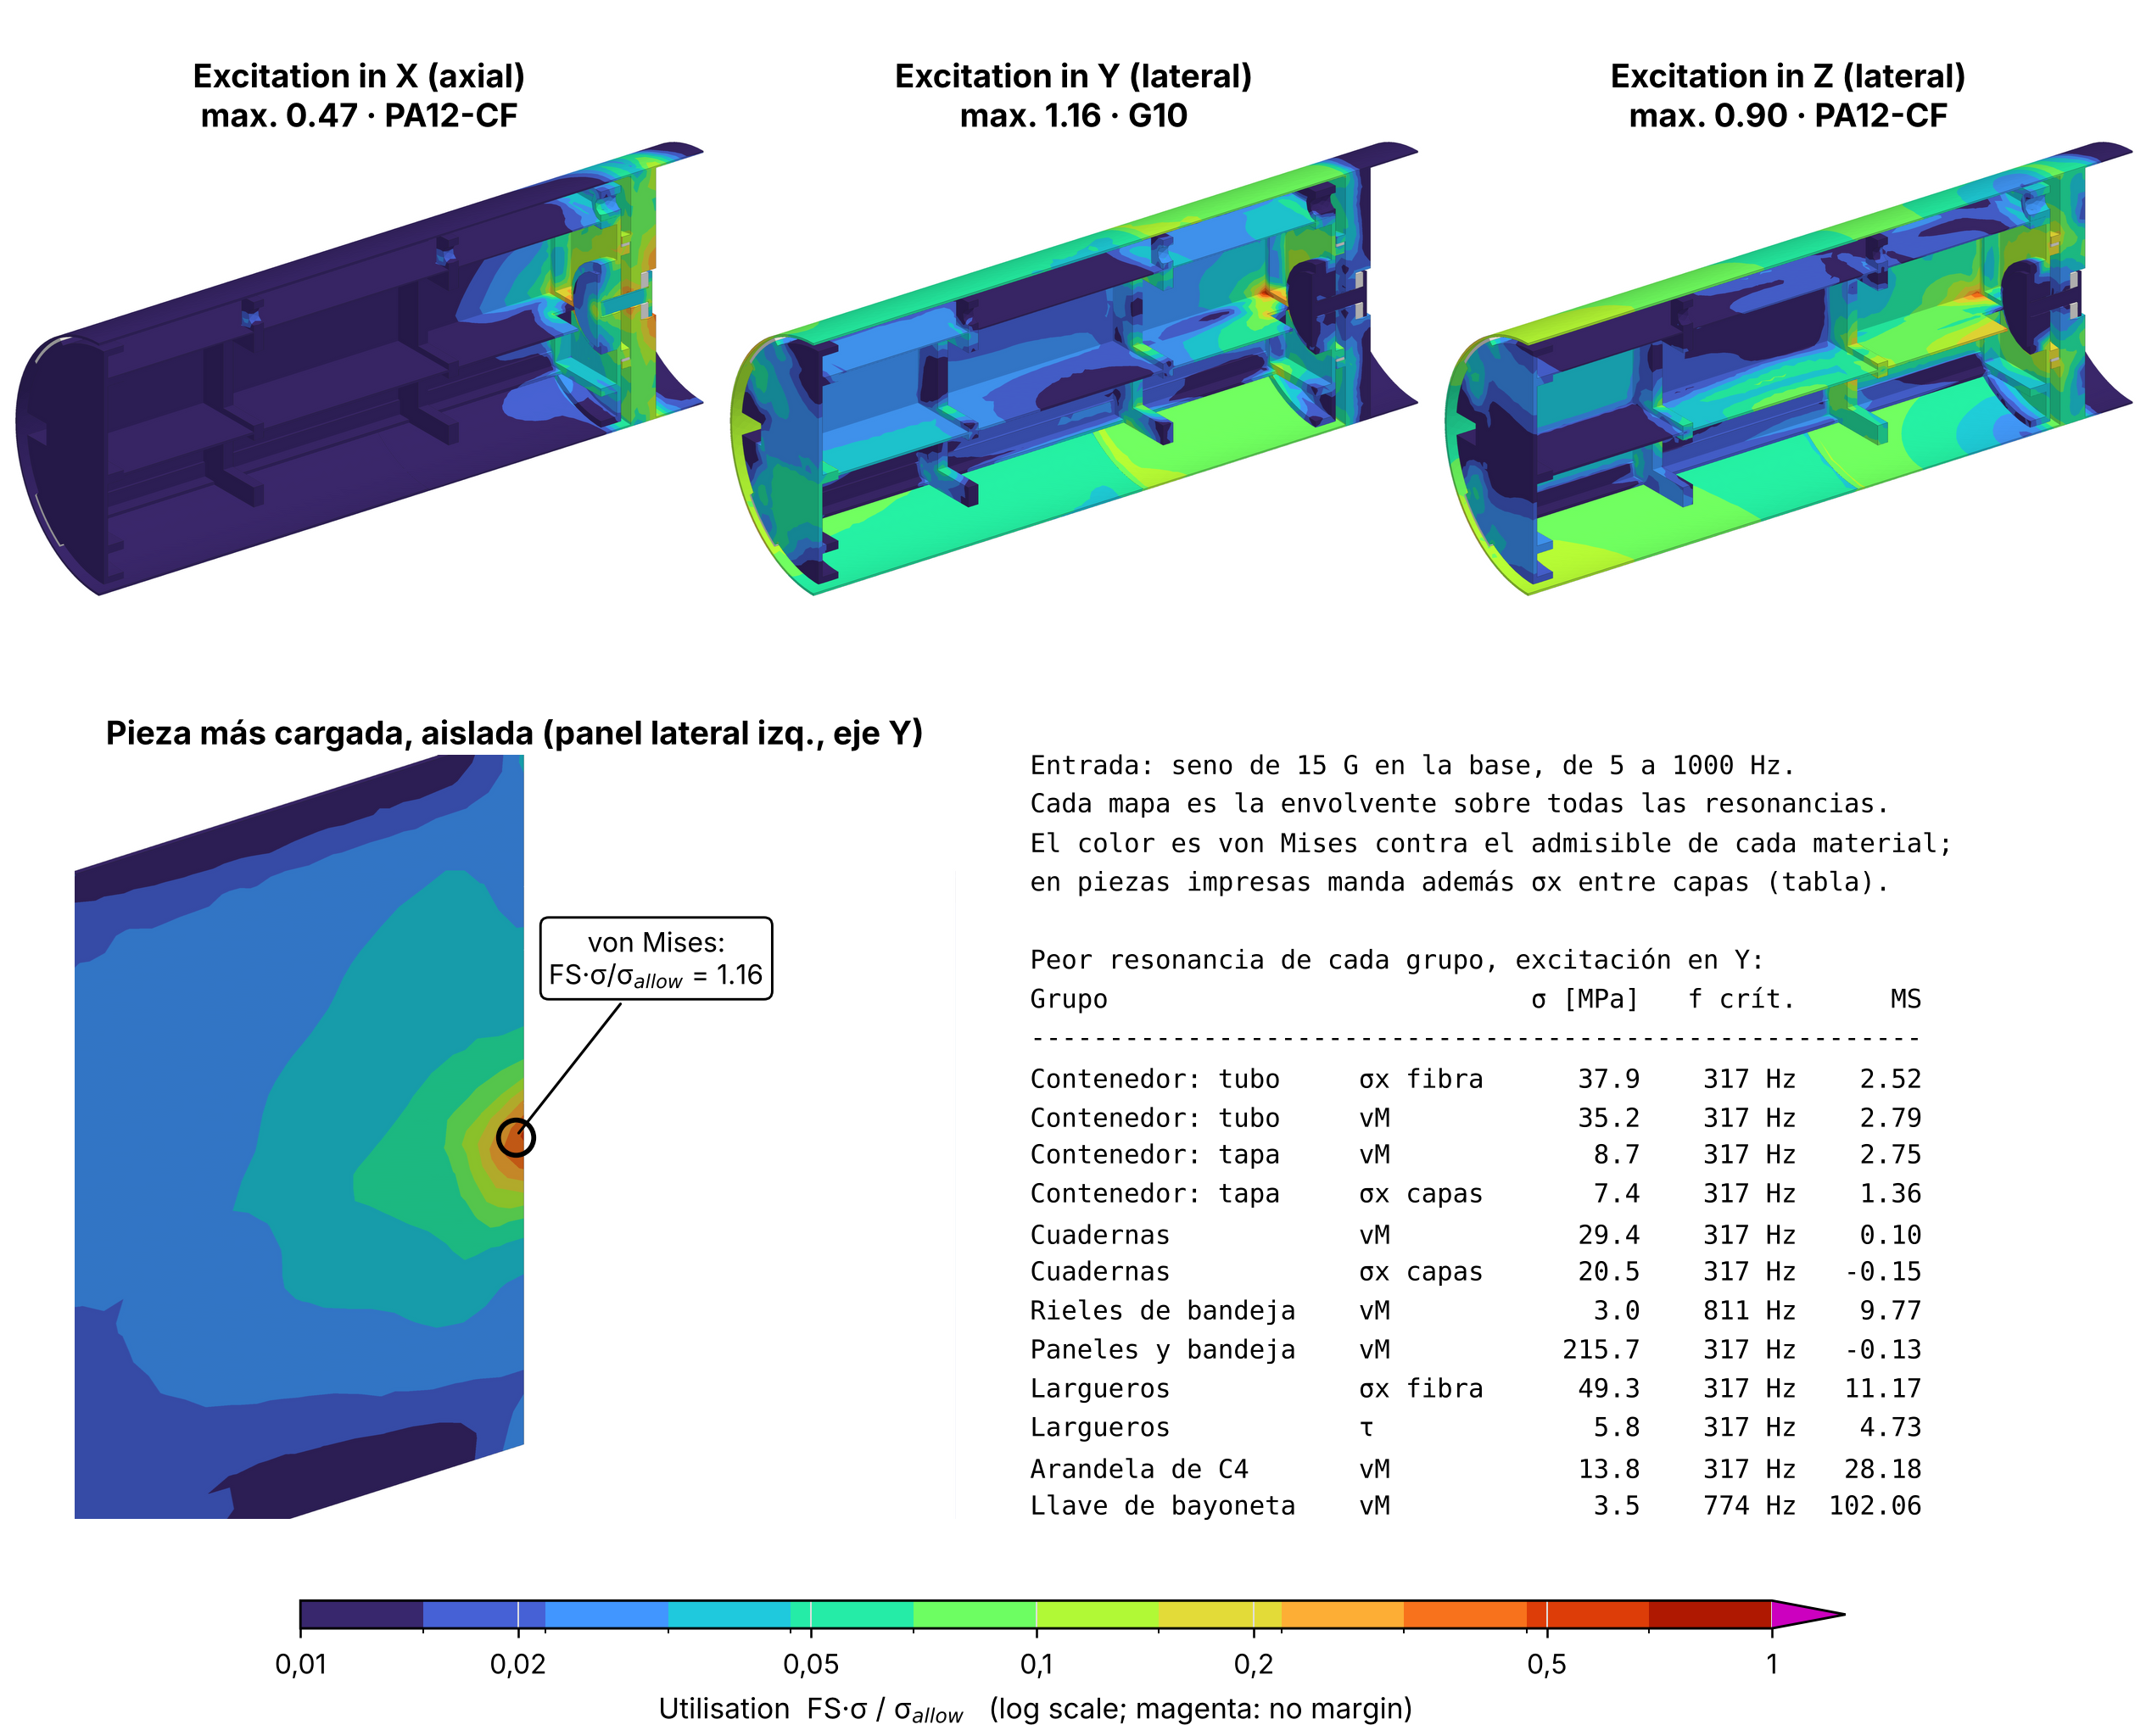 Excitation in X (axial)
max. 0.47 · PA12-CF
Excitation in Y (lateral)
max. 1.16 · G10
Excitation in Z (lateral)
max. 0.90 · PA12-CF
Pieza más cargada, aislada (panel lateral izq., eje Y)
von Mises:
FS·σ/σallow = 1.16
Entrada: seno de 15 G en la base, de 5 a 1000 Hz.
Cada mapa es la envolvente sobre todas las resonancias.
El color es von Mises contra el admisible de cada material;
en piezas impresas manda además σx entre capas (tabla).
Peor resonancia de cada grupo, excitación en Y:
Grupo σ [MPa] f crít. MS
---------------------------------------------------------
Contenedor: tubo σx fibra 37.9 317 Hz 2.52
Contenedor: tubo vM 35.2 317 Hz 2.79
Contenedor: tapa vM 8.7 317 Hz 2.75
Contenedor: tapa σx capas 7.4 317 Hz 1.36
Cuadernas vM 29.4 317 Hz 0.10
Cuadernas σx capas 20.5 317 Hz -0.15
Rieles de bandeja vM 3.0 811 Hz 9.77
Paneles y bandeja vM 215.7 317 Hz -0.13
Largueros σx fibra 49.3 317 Hz 11.17
Largueros τ 5.8 317 Hz 4.73
Arandela de C4 vM 13.8 317 Hz 28.18
Llave de bayoneta vM 3.5 774 Hz 102.06
0,01 0,02 0,05 0,1 0,2 0,5 1
Utilisation FS·σ / σallow (log scale; magenta: no margin)